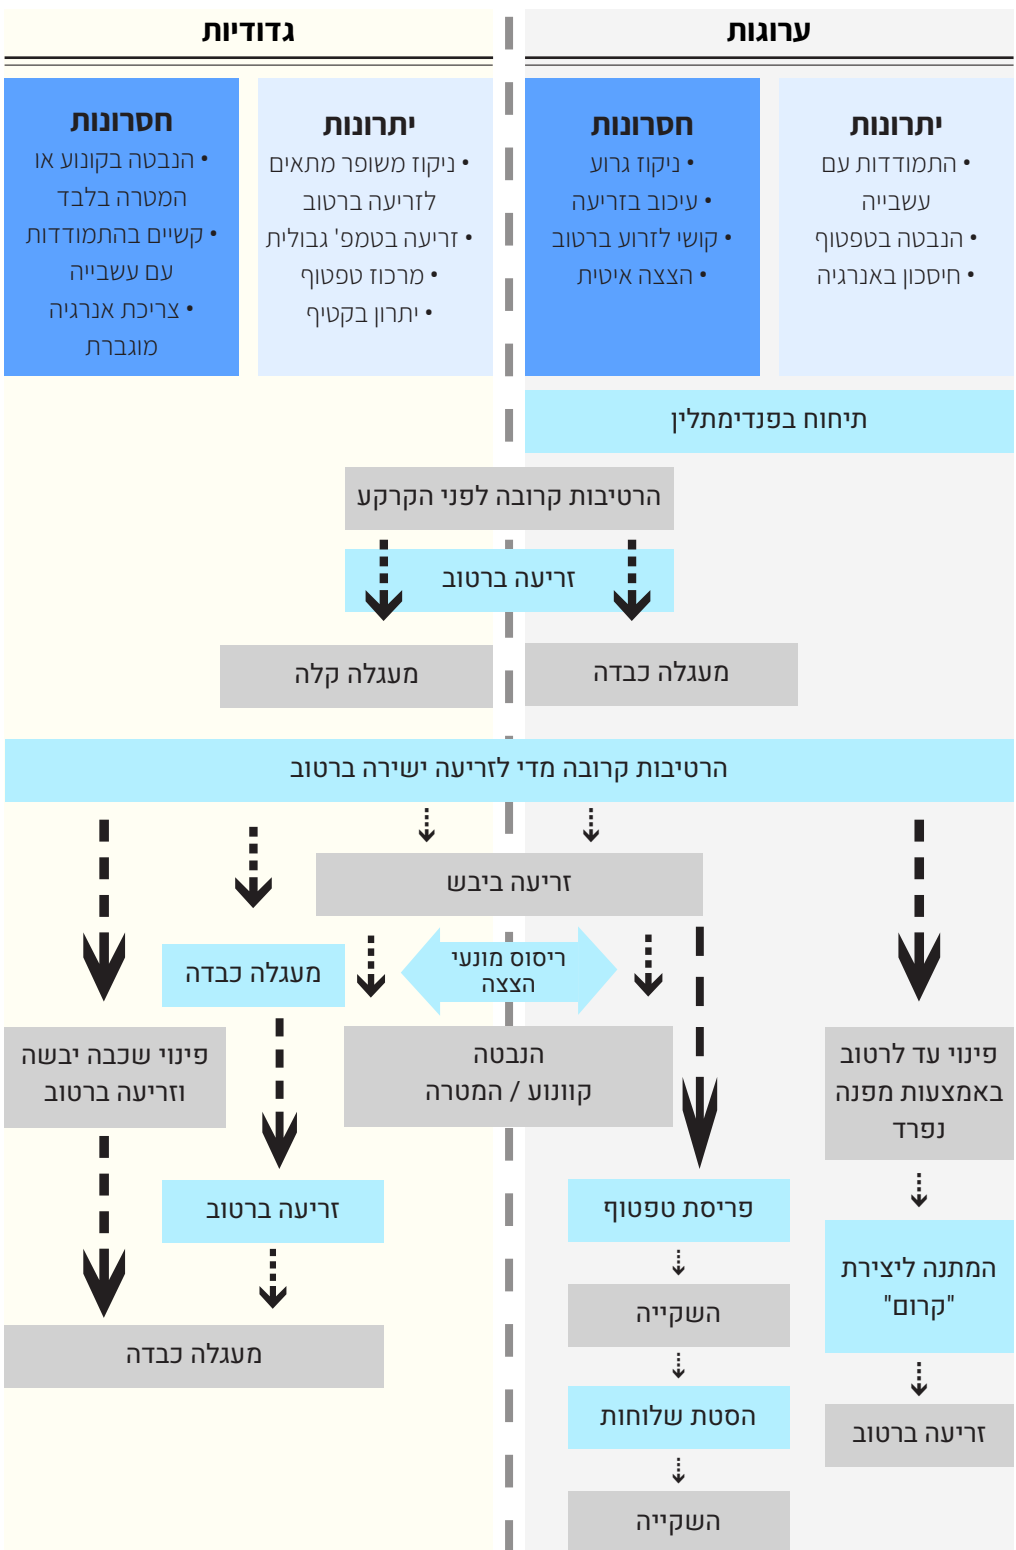 ערוגות
גדודיות
יתרונות
• התמודדות עם
עשבייה
• הנבטה בטפטוף
• חיסכון באנרגיה
חסרונות
• ניקוז גרוע
• עיכוב בזריעה
• קושי לזרוע ברטוב
• הצצה איטית
יתרונות
• ניקוז משופר מתאים
לזריעה ברטוב
• זריעה בטמפ' גבולית
• מרכוז טפטוף
• יתרון בקטיף
חסרונות
• הנבטה בקונוע או
המטרה בלבד
• קשיים בהתמודדות
עם עשבייה
• צריכת אנרגיה
מוגברת
תיחוח בפנדימתלין
הרטיבות קרובה לפני הקרקע
זריעה ברטוב
מעגלה כבדה
מעגלה קלה
הרטיבות קרובה מדי לזריעה ישירה ברטוב
זריעה ביבש
ריסוס מונעי
הצצה
מעגלה כבדה
פינוי עד לרטוב
באמצעות מפנה
נפרד
הנבטה
קוונוע / המטרה
פינוי שכבה יבשה
וזריעה ברטוב
פריסת טפטוף
זריעה ברטוב
המתנה ליצירת
"קרום"
השקייה
מעגלה כבדה
הסטת שלוחות
זריעה ברטוב
השקייה